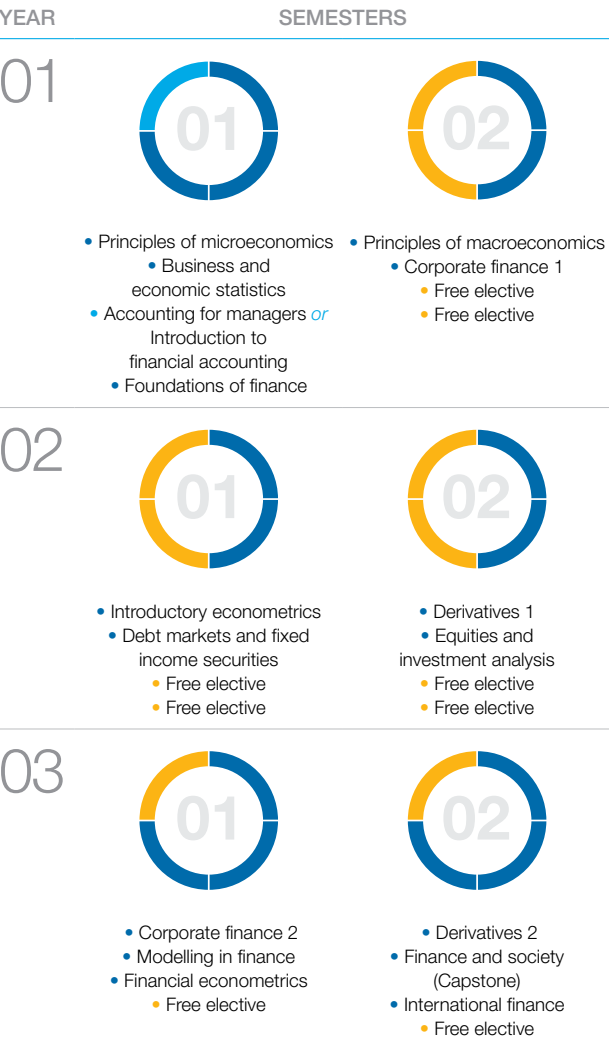 YEAR SEMESTERS
01
01
• Principles of microeconomics
• Business and
economic statistics
• Accounting for managers or
Introduction to
financial accounting
• Foundations of finance
02
• Principles of macroeconomics
• Corporate finance 1
• Free elective
• Free elective
02
01
• Introductory econometrics
• Debt markets and fixed
income securities
• Free elective
• Free elective
02
• Derivatives 1
• Equities and
investment analysis
• Free elective
• Free elective
03
01
• Corporate finance 2
• Modelling in finance
• Financial econometrics
• Free elective
02
• Derivatives 2
• Finance and society
(Capstone)
• International finance
• Free elective